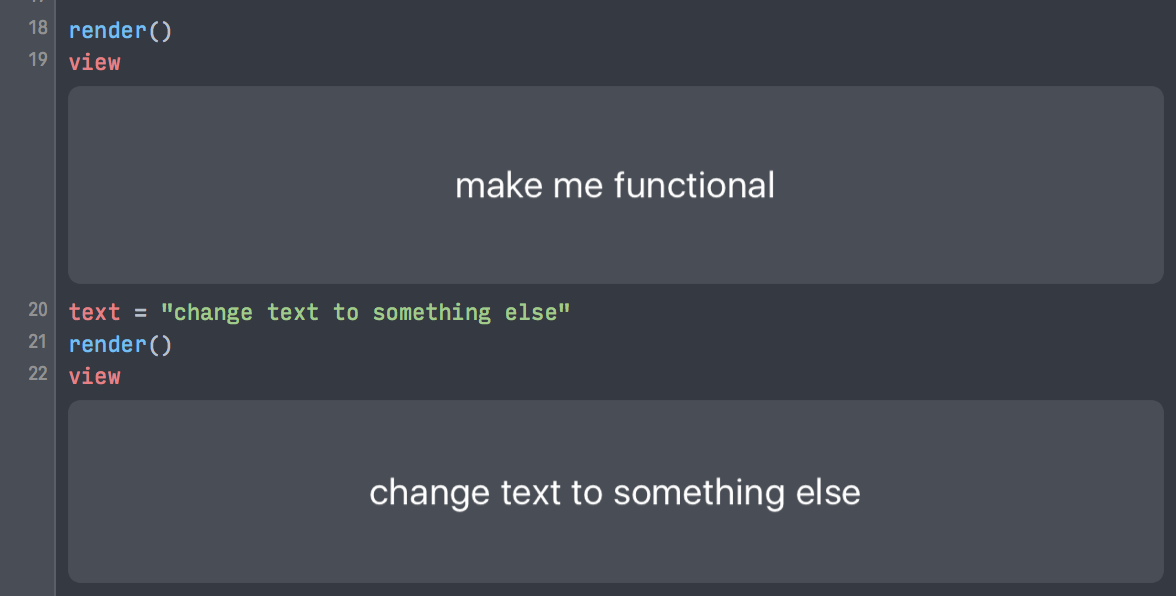 18 render()
19 view
make me functional
20 text = "change text to something else"
21 render()
22 view
change text to something else